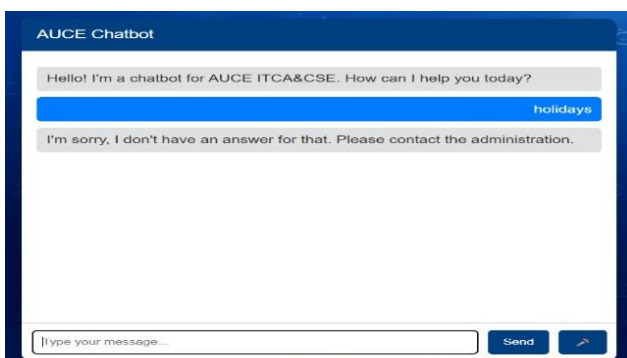 AUCE Chatbot
Hello! I'm a chatbot for AUCE ITCA&CSE. How can I help you today?
holidays
I'm sorry, I don't have an answer for that. Please contact the administration.
Type your message...
Send